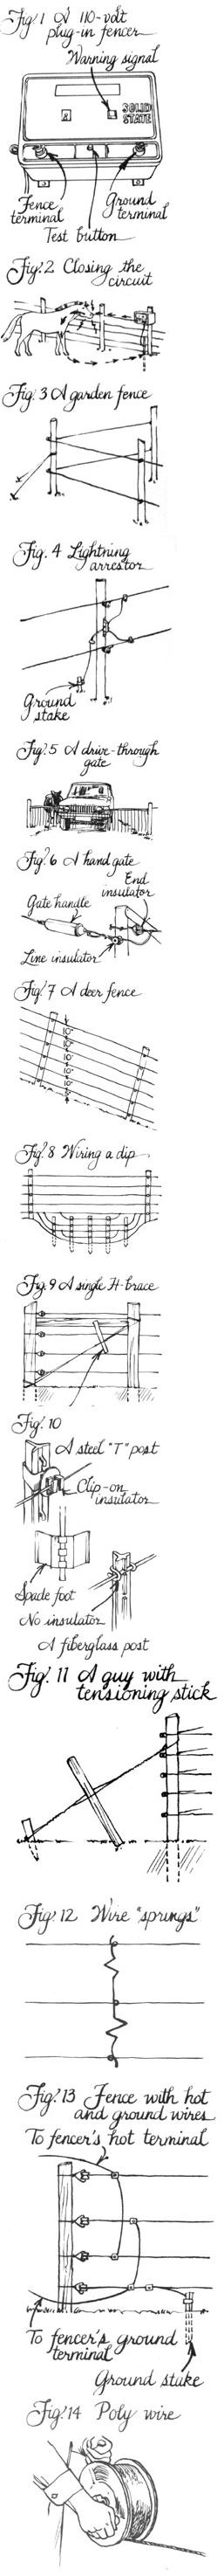 Fig. 1 A 110-volt
plug-in fencer
Warning signal
SOLID
STATE
Fence
terminal
Ground
terminal
Test button
Fig. 2 Closing the
circuit
Fig. 3 A garden fence
Fig. 4 Lightning
arrestor
Ground
stake
Fig. 5 A drive-through
gate
Fig. 6 A hand gate
End
insulator
Gate handle
Line insulator
Fig. 7 A deer fence
10"
10"
10"
10"
10"
10"
Fig. 8 Wiring a dip
Fig. 9 A single H-brace
Fig. 10
A steel "T" post
Clip-on
insulator
Spade foot
No insulator
A fiberglass post
Fig. 11 A guy with
tensioning stick
Fig. 12 Wire "springs"
Fig. 13 Fence with hot
and ground wires
To fencer's hot terminal
To fencer's ground
terminal
Ground stake
Fig. 14 Poly wire